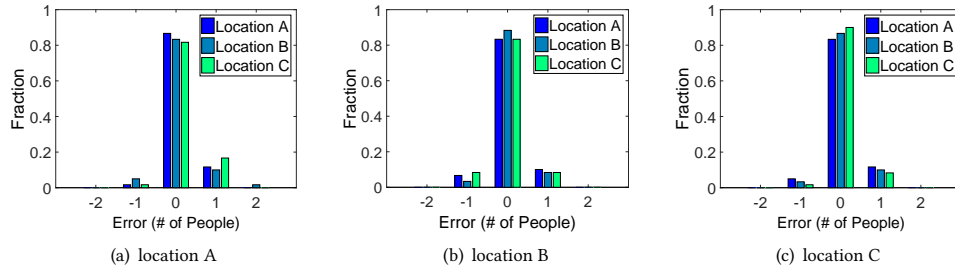 1
0.8
0.6
0.4
0.2
0
Fraction
-2 -1 0 1 2
Error (# of People)
Location A
Location B
Location C
(a) location A
1
0.8
0.6
0.4
0.2
0
Fraction
-2 -1 0 1 2
Error (# of People)
Location A
Location B
Location C
(b) location B
1
0.8
0.6
0.4
0.2
0
Fraction
-2 -1 0 1 2
Error (# of People)
Location A
Location B
Location C
(c) location C